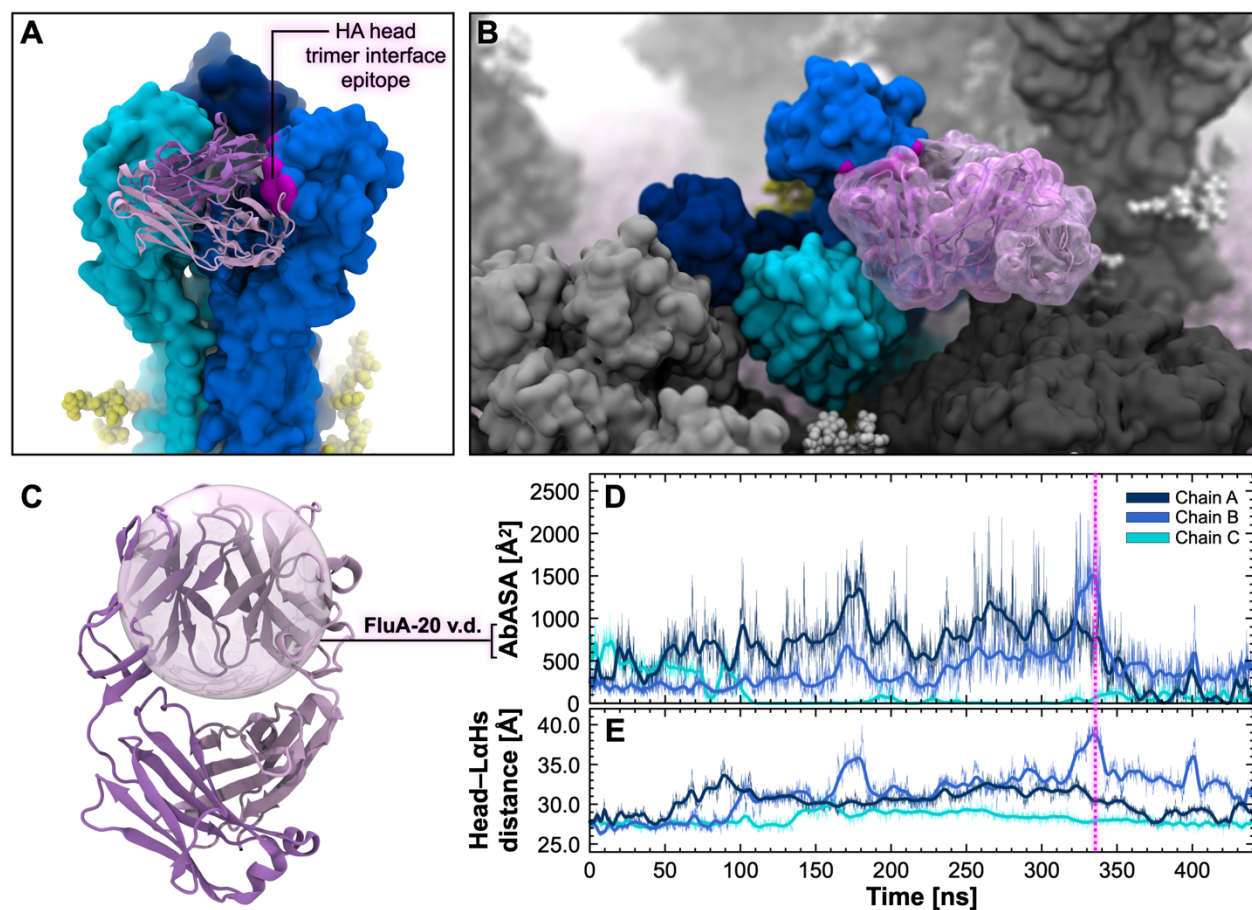 A
HA head
trimer interface
epitope
B
C
FluA-20 v.d.
D
AbASA [Å²]
2500
2000
1500
1000
500
0
Chain A
Chain B
Chain C
E
Head–LαHs
distance [Å]
40.0
35.0
30.0
25.0
0 50 100 150 200 250 300 350 400
Time [ns]